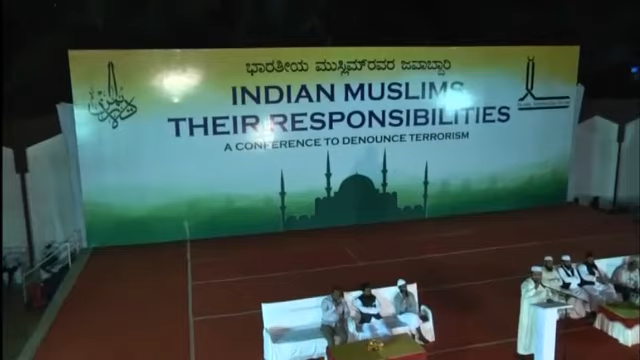 ಭಾರತೀಯ ಮುಸ್ಲಿಮ್‌ರವರ ಜವಾಬ್ದಾರಿ
INDIAN MUSLIMS
THEIR RESPONSIBILITIES
A CONFERENCE TO DENOUNCE TERRORISM